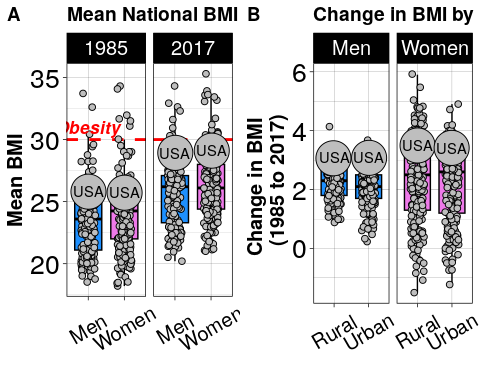 A
Mean National BMI
1985
2017
Mean BMI
35
30
25
20
Obesity
USA
USA
USA
USA
Men
Women
Men
Women
B
Change in BMI by
Men
Women
Change in BMI
(1985 to 2017)
6
4
2
0
USA
USA
USA
USA
Rural
Urban
Rural
Urban